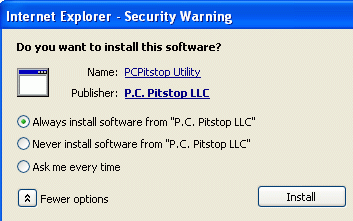 Internet Explorer - Security Warning
Do you want to install this software?
Name: PCPitstop Utility
Publisher: P.C. Pitstop LLC
Always install software from "P.C. Pitstop LLC"
Never install software from "P.C. Pitstop LLC"
Ask me every time
Fewer options
Install